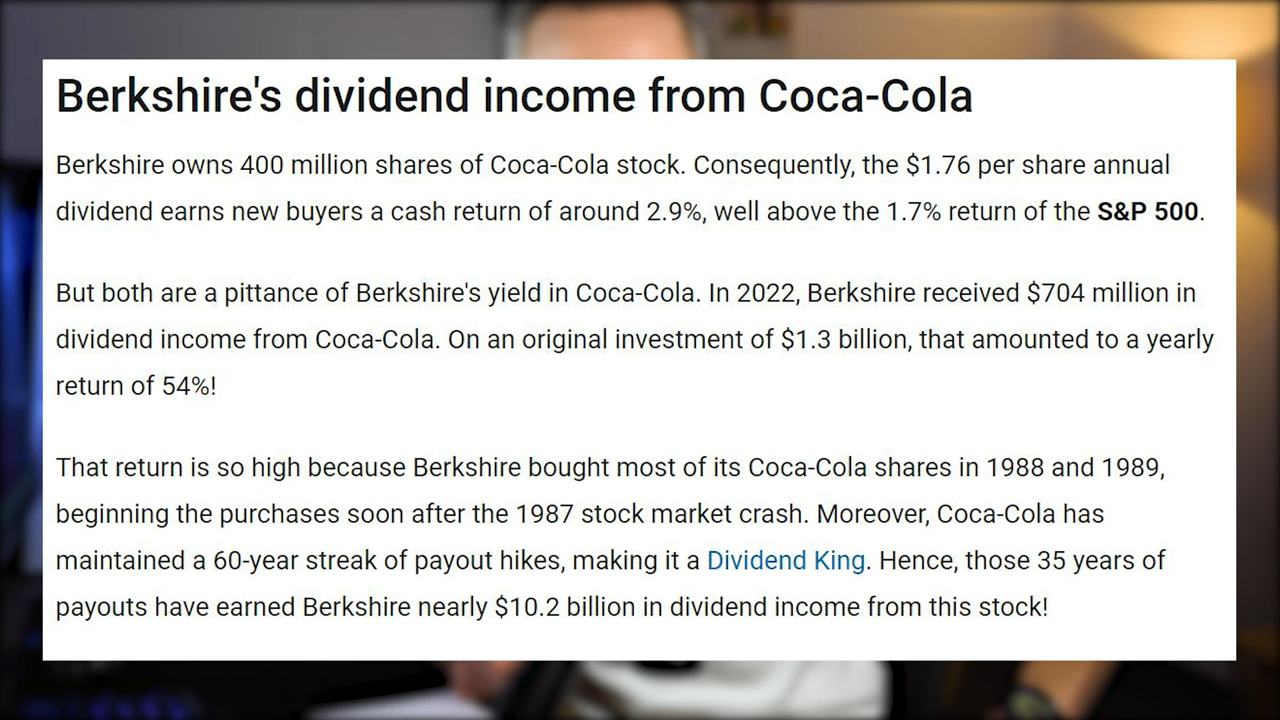 Berkshire's dividend income from Coca-Cola
Berkshire owns 400 million shares of Coca-Cola stock. Consequently, the $1.76 per share annual
dividend earns new buyers a cash return of around 2.9%, well above the 1.7% return of the S&P 500.
But both are a pittance of Berkshire's yield in Coca-Cola. In 2022, Berkshire received $704 million in
dividend income from Coca-Cola. On an original investment of $1.3 billion, that amounted to a yearly
return of 54%!
That return is so high because Berkshire bought most of its Coca-Cola shares in 1988 and 1989,
beginning the purchases soon after the 1987 stock market crash. Moreover, Coca-Cola has
maintained a 60-year streak of payout hikes, making it a Dividend King. Hence, those 35 years of
payouts have earned Berkshire nearly $10.2 billion in dividend income from this stock!